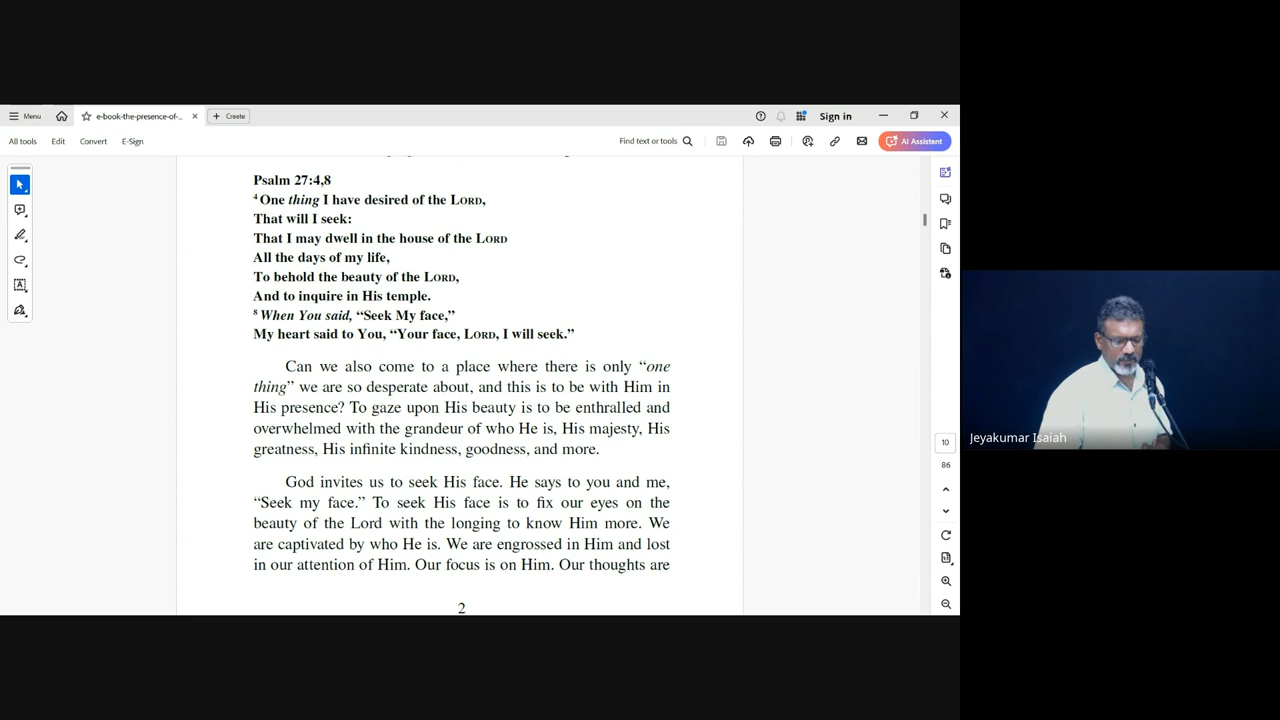 Menu
e-book-the-presence-of-...
Create
Sign in
All tools
Edit
Convert
E-Sign
Find text or tools
AI Assistant
Psalm 27:4,8
4 One thing I have desired of the LORD,
That will I seek:
That I may dwell in the house of the LORD
All the days of my life,
To behold the beauty of the LORD,
And to inquire in His temple.
8 When You said, “Seek My face,”
My heart said to You, “Your face, LORD, I will seek.”
Can we also come to a place where there is only “one
thing” we are so desperate about, and this is to be with Him in
His presence? To gaze upon His beauty is to be enthralled and
overwhelmed with the grandeur of who He is, His majesty, His
greatness, His infinite kindness, goodness, and more.
God invites us to seek His face. He says to you and me,
“Seek my face.” To seek His face is to fix our eyes on the
beauty of the Lord with the longing to know Him more. We
are captivated by who He is. We are engrossed in Him and lost
in our attention of Him. Our focus is on Him. Our thoughts are
2
10
86
Jeyakumar Isaiah